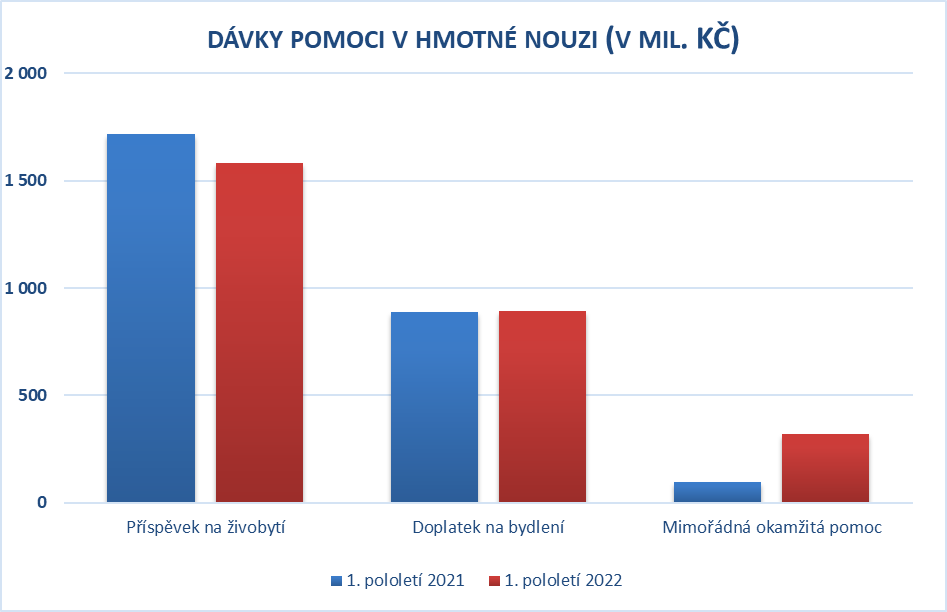 DÁVKY POMOCI V HMOTNÉ NOUZI (V MIL. KČ)
2 000
1 500
1 000
500
0
Příspěvek na živobytí
Doplatek na bydlení
Mimořádná okamžitá pomoc
1. pololetí 2021
1. pololetí 2022